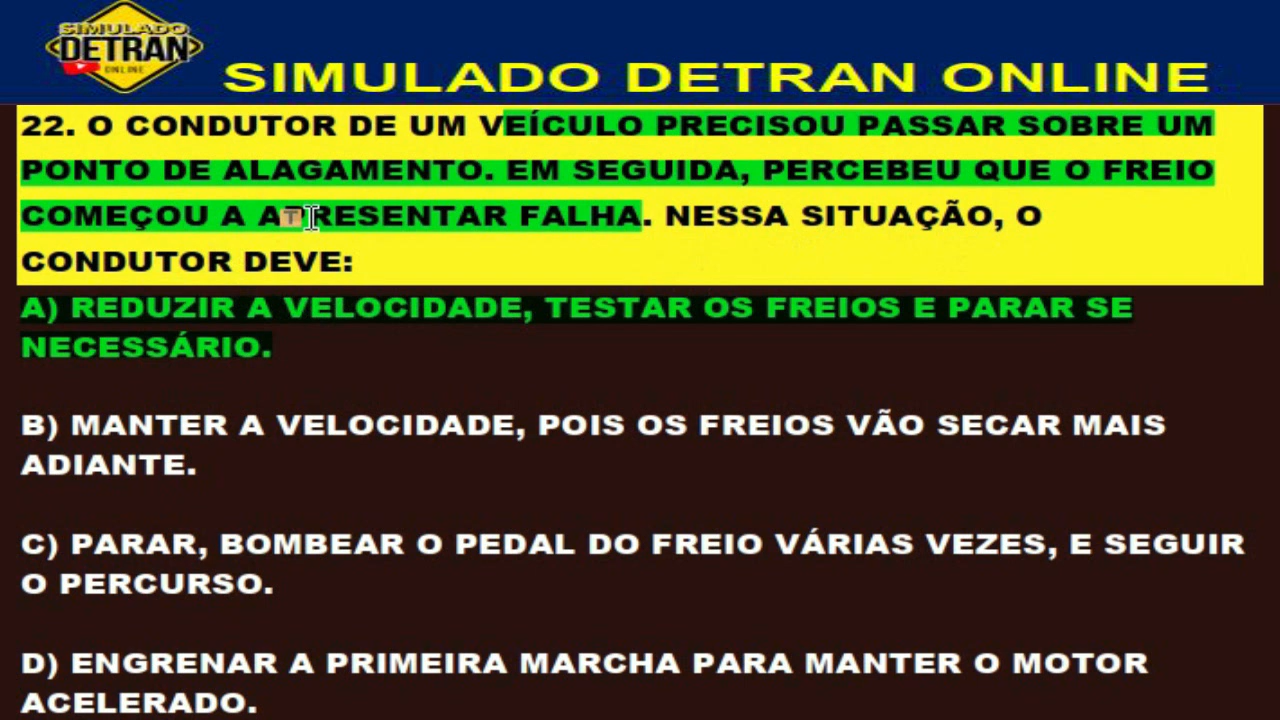 SIMULADO
DETRAN
ONLINE
SIMULADO DETRAN ONLINE
22. O CONDUTOR DE UM VEÍCULO PRECISOU PASSAR SOBRE UM
PONTO DE ALAGAMENTO. EM SEGUIDA, PERCEBEU QUE O FREIO
COMEÇOU A APRESENTAR FALHA. NESSA SITUAÇÃO, O
CONDUTOR DEVE:
A) REDUZIR A VELOCIDADE, TESTAR OS FREIOS E PARAR SE
NECESSÁRIO.
B) MANTER A VELOCIDADE, POIS OS FREIOS VÃO SECAR MAIS
ADIANTE.
C) PARAR, BOMBEAR O PEDAL DO FREIO VÁRIAS VEZES, E SEGUIR
O PERCURSO.
D) ENGRENAR A PRIMEIRA MARCHA PARA MANTER O MOTOR
ACELERADO.